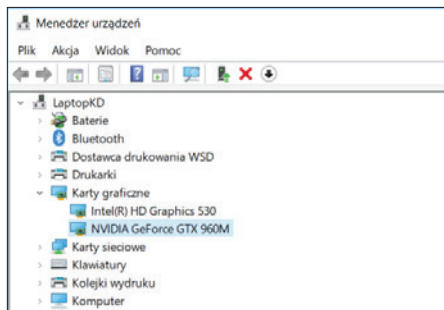 Menedżer urządzeń
Plik Akcja Widok Pomoc
LaptopKD
Baterie
Bluetooth
Dostawca drukowania WSD
Drukarki
Karty graficzne
Intel(R) HD Graphics 530
NVIDIA GeForce GTX 960M
Karty sieciowe
Klawiatury
Kolejki wydruku
Komputer